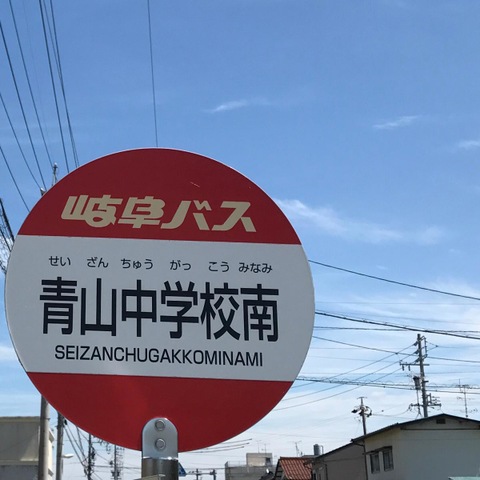 岐阜バス
せい ざん ちゅう がっ こう みなみ
青山中学校南
SEIZANCHUGAKKOMINAMI